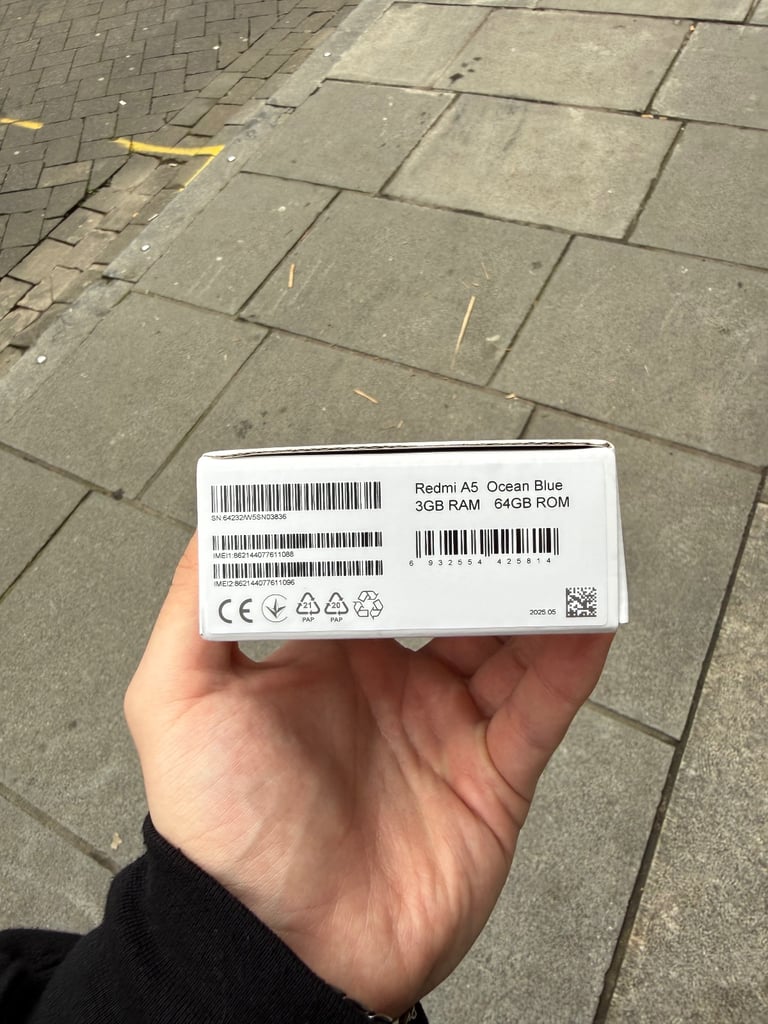 SN:64232/W5SN03836
IMEI1:862144077611088
IMEI2:862144077611096
CE
21
PAP
20
PAP
Redmi A5 Ocean Blue
3GB RAM 64GB ROM
6 932554 425814
2025.05